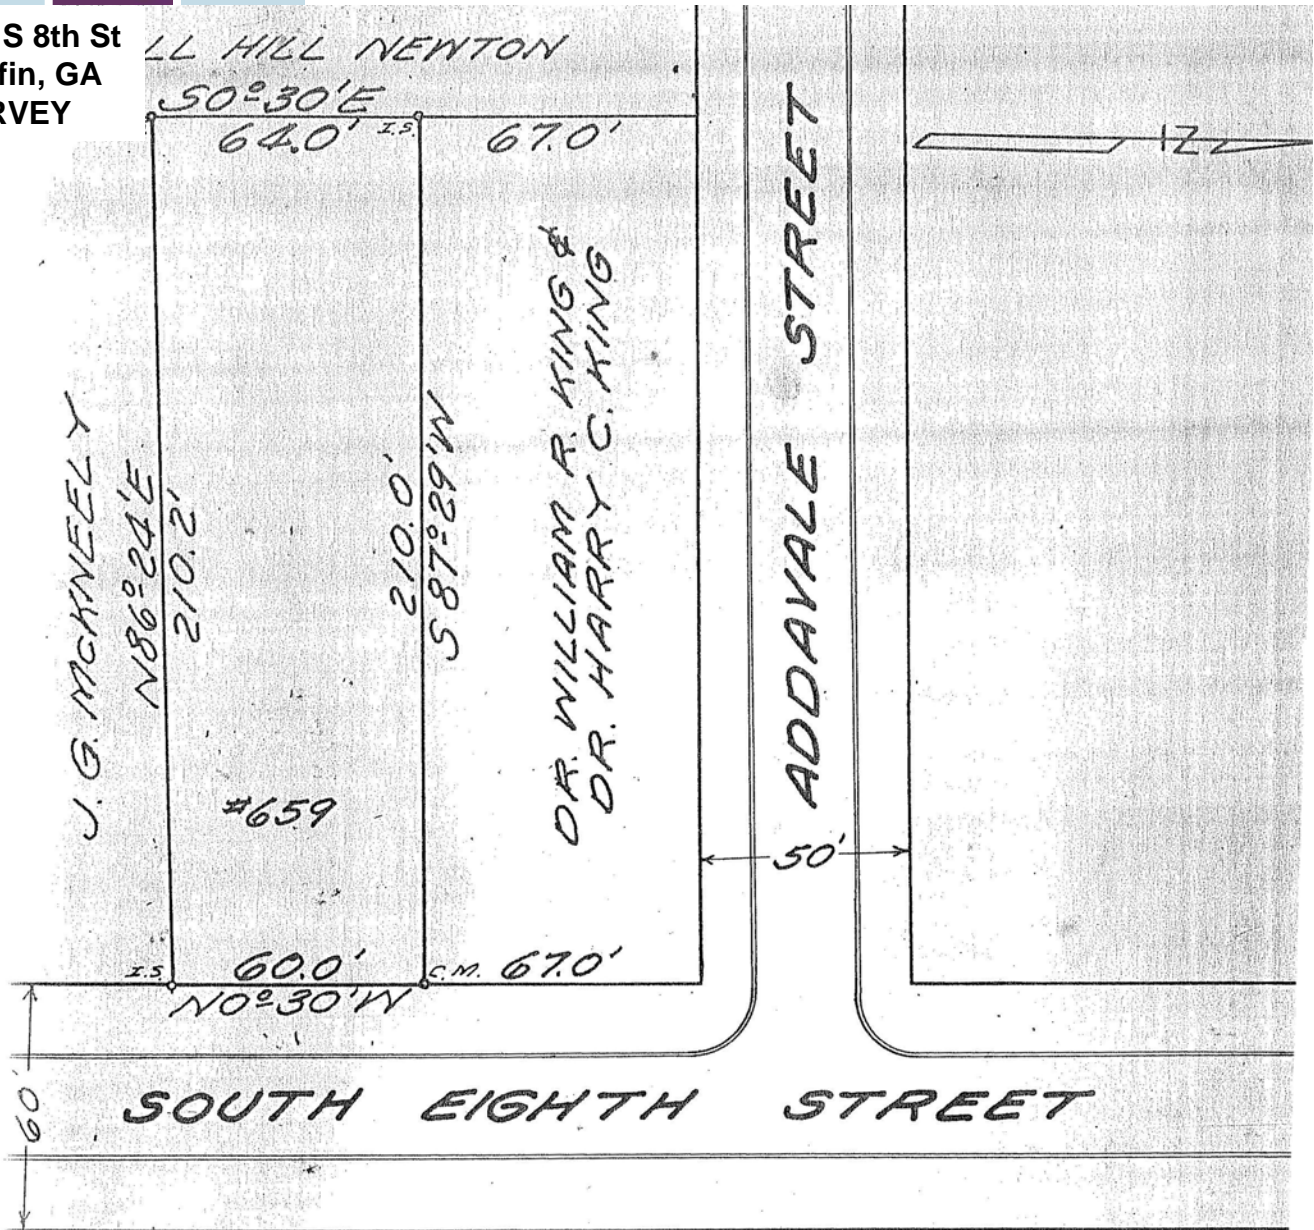 S 8th St
fin, GA
RVEY
LL HILL NEWTON
S0°30'E
64.0'
I.S.
67.0'
N
ADDAVALE STREET
J. G. McKNEELY
N86°24'E
210.2'
210.0'
S 87°29'W
DR. WILLIAM R KING &
DR. HARRY C. KING
#659
50'
I.S.
60.0'
C.M.
67.0'
N0°30'W
60'
SOUTH EIGHTH STREET